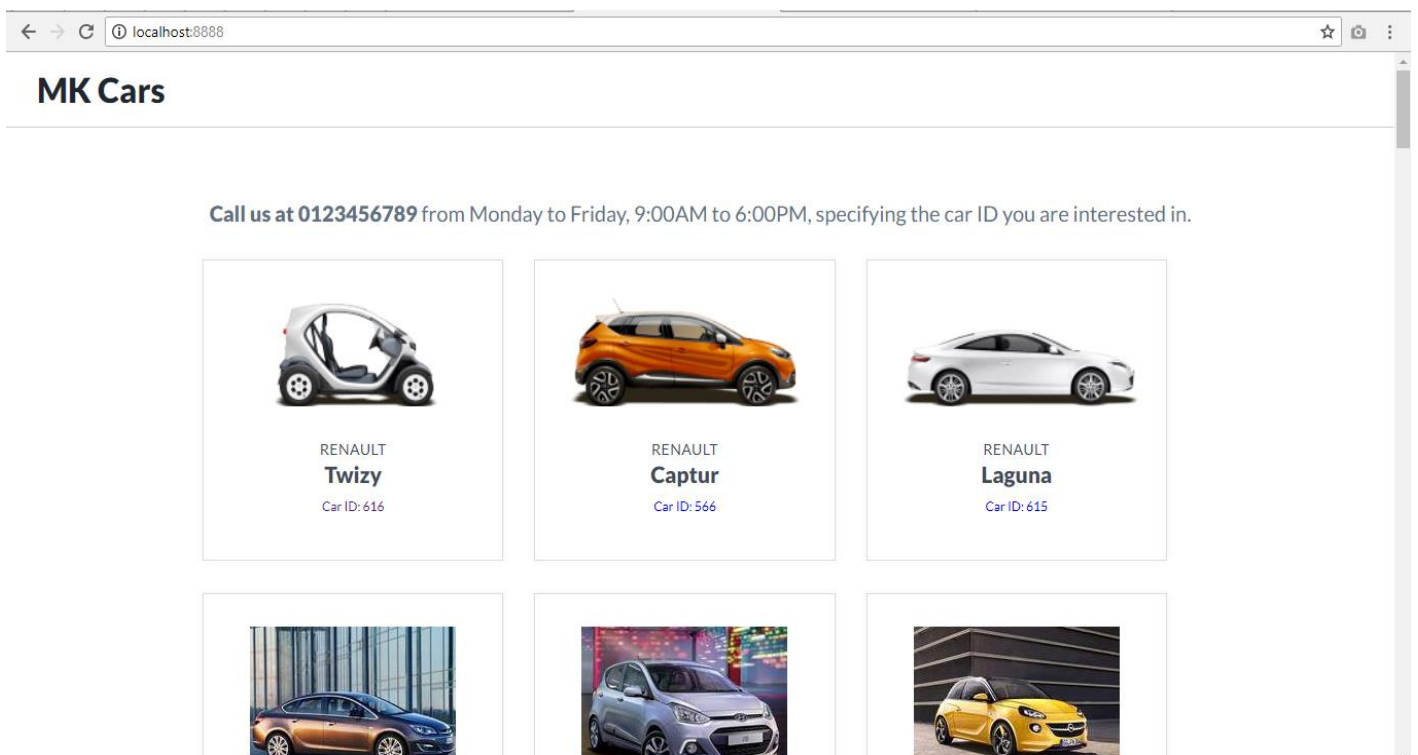 localhost:8888
MK Cars
Call us at 0123456789 from Monday to Friday, 9:00AM to 6:00PM, specifying the car ID you are interested in.
RENAULT
Twizy
Car ID: 616
RENAULT
Captur
Car ID: 566
RENAULT
Laguna
Car ID: 615